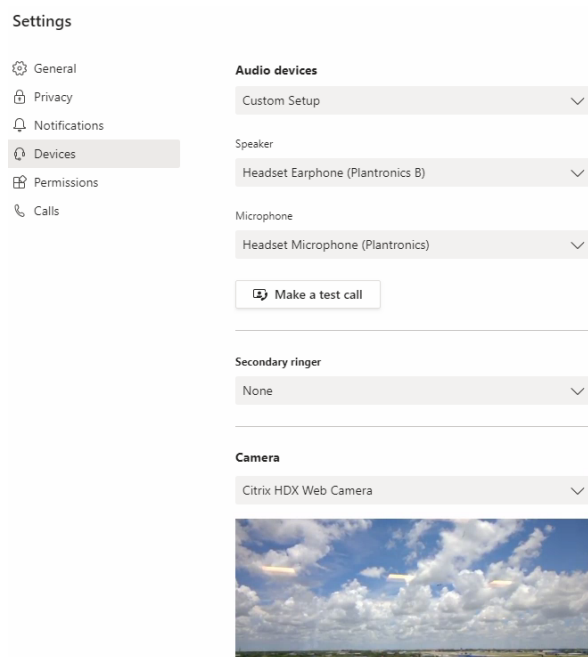 Settings
General
Privacy
Notifications
Devices
Permissions
Calls
Audio devices
Custom Setup
Speaker
Headset Earphone (Plantronics B)
Microphone
Headset Microphone (Plantronics)
Make a test call
Secondary ringer
None
Camera
Citrix HDX Web Camera